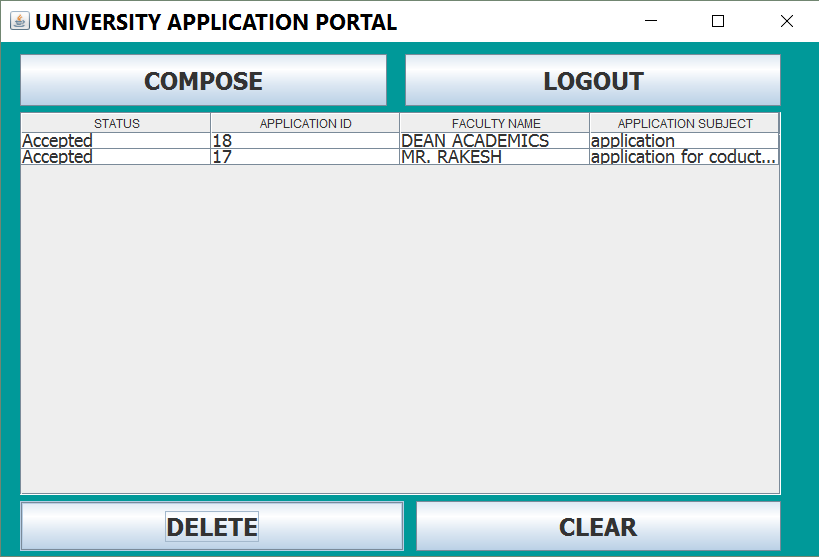 UNIVERSITY APPLICATION PORTAL
COMPOSE LOGOUT
STATUS APPLICATION ID FACULTY NAME APPLICATION SUBJECT
Accepted 18 DEAN ACADEMICS application
Accepted 17 MR. RAKESH application for coduct...
DELETE CLEAR